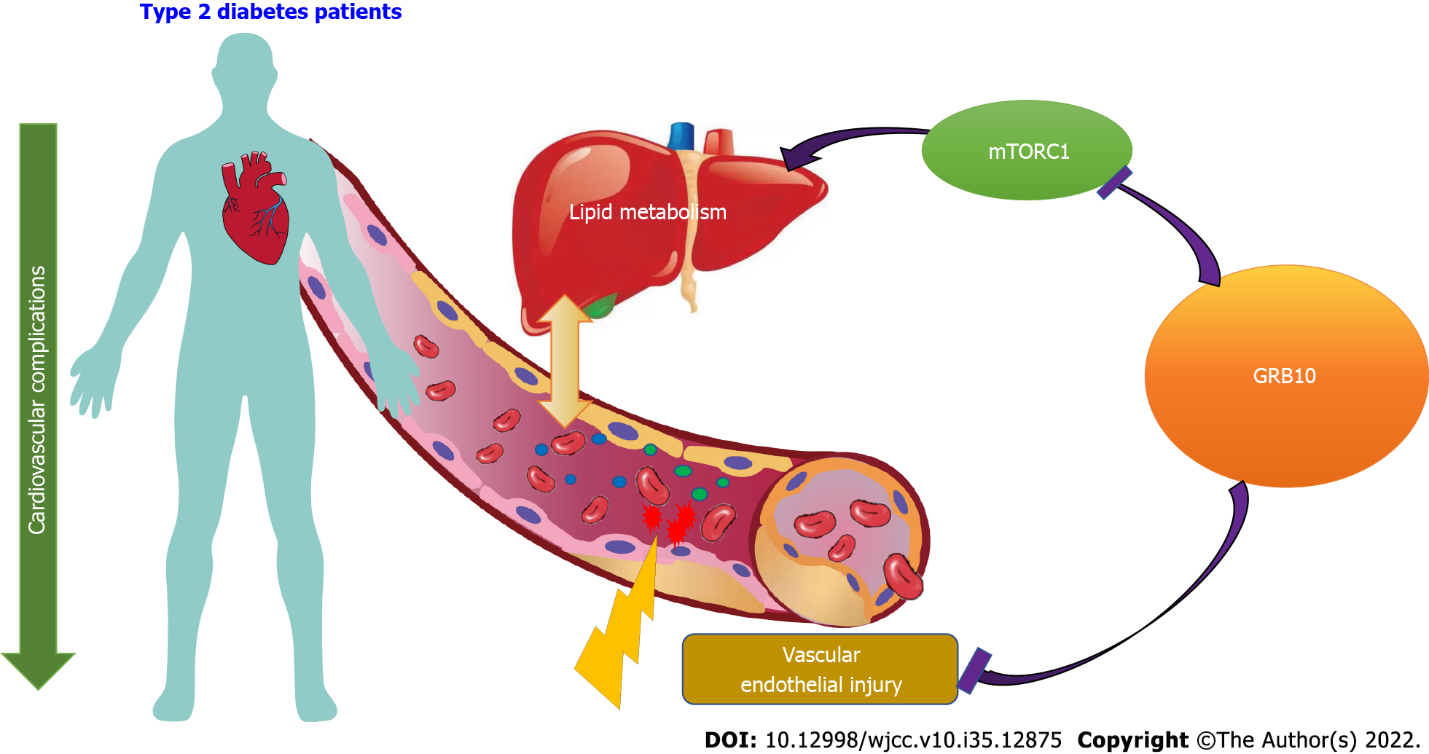 Type 2 diabetes patients
Cardiovascular complications
Lipid metabolism
mTORC1
GRB10
Vascular
endothelial injury
DOI: 10.12998/wjcc.v10.i35.12875 Copyright ©The Author(s) 2022.